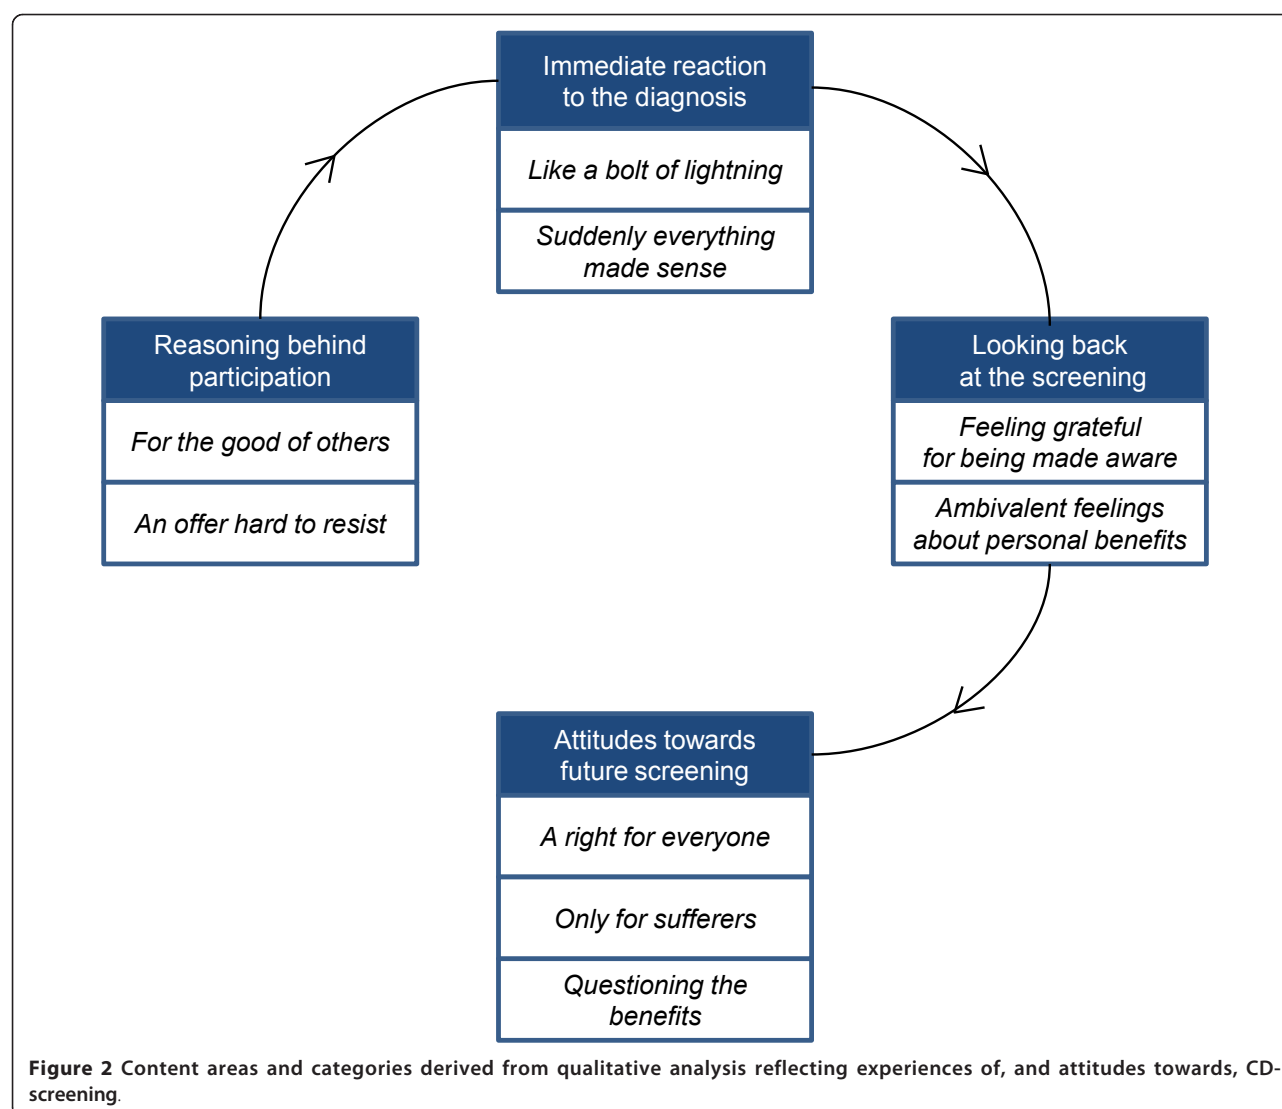 Immediate reaction
to the diagnosis
Like a bolt of lightning
Suddenly everything
made sense
Reasoning behind
participation
For the good of others
An offer hard to resist
Looking back
at the screening
Feeling grateful
for being made aware
Ambivalent feelings
about personal benefits
Attitudes towards
future screening
A right for everyone
Only for sufferers
Questioning the
benefits
Figure 2 Content areas and categories derived from qualitative analysis reflecting experiences of, and attitudes towards, CD-
screening.